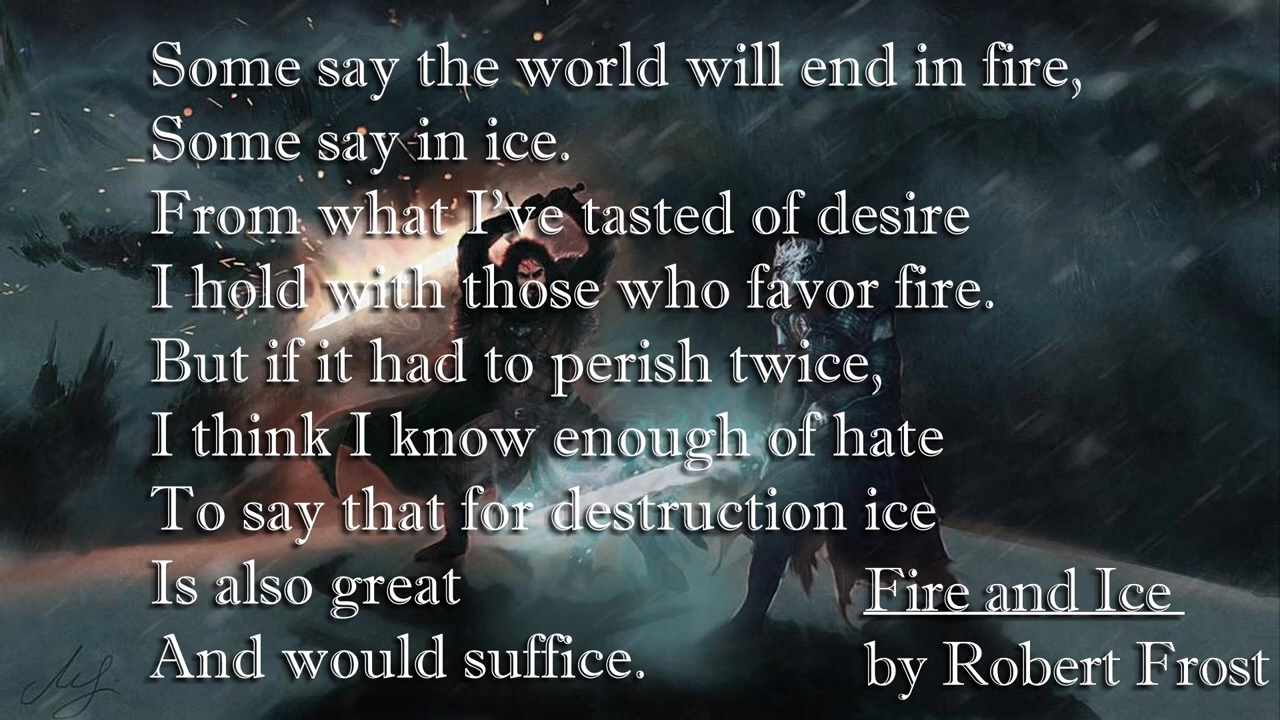 Some say the world will end in fire,
Some say in ice.
From what I've tasted of desire
I hold with those who favor fire.
But if it had to perish twice,
I think I know enough of hate
To say that for destruction ice
Is also great
And would suffice.
Fire and Ice
by Robert Frost